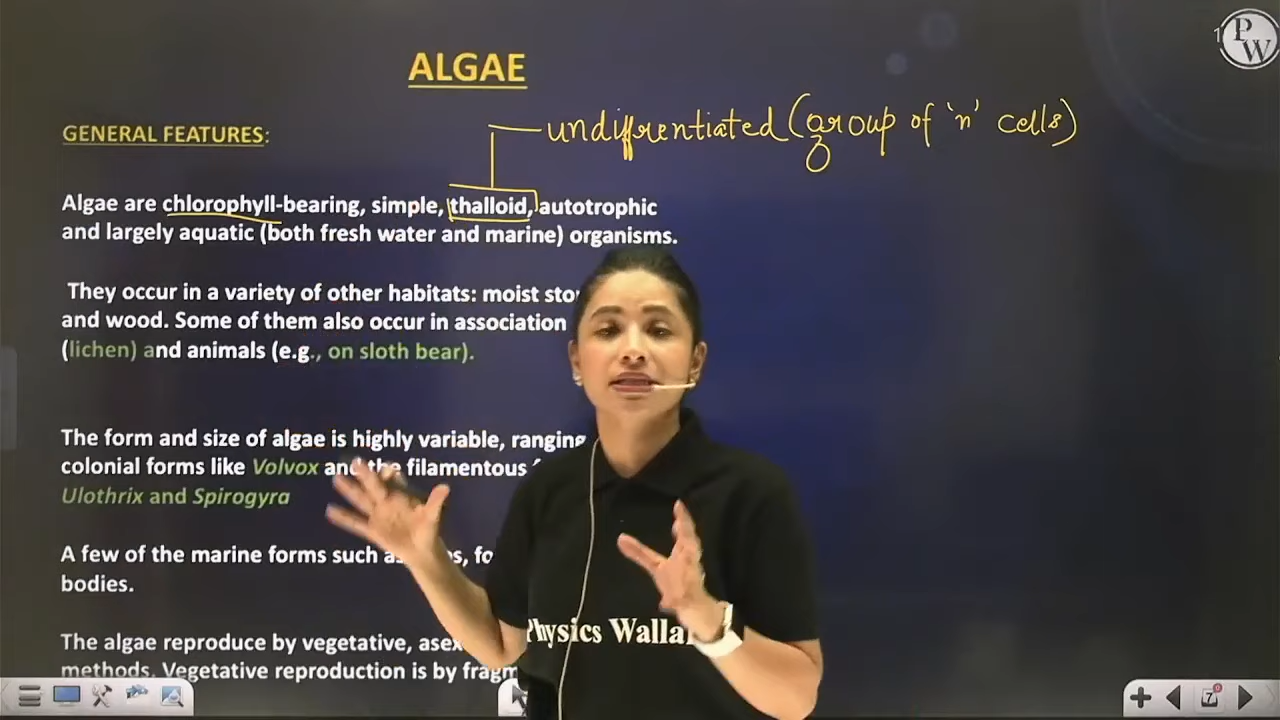 ALGAE
undiffrentiated (group of 'n' cells)
GENERAL FEATURES:
Algae are chlorophyll-bearing, simple, thalloid, autotrophic
and largely aquatic (both fresh water and marine) organisms.
They occur in a variety of other habitats: moist
and wood. Some of them also occur in association
(lichen) and animals (e.g., on sloth bear).
The form and size of algae is highly variable, ranging
colonial forms like Volvox and the filamentous
Ulothrix and Spirogyra
A few of the marine forms such
bodies.
The algae reproduce by vegetative,
methods. Vegetative reproduction is by
Physics
PW
7